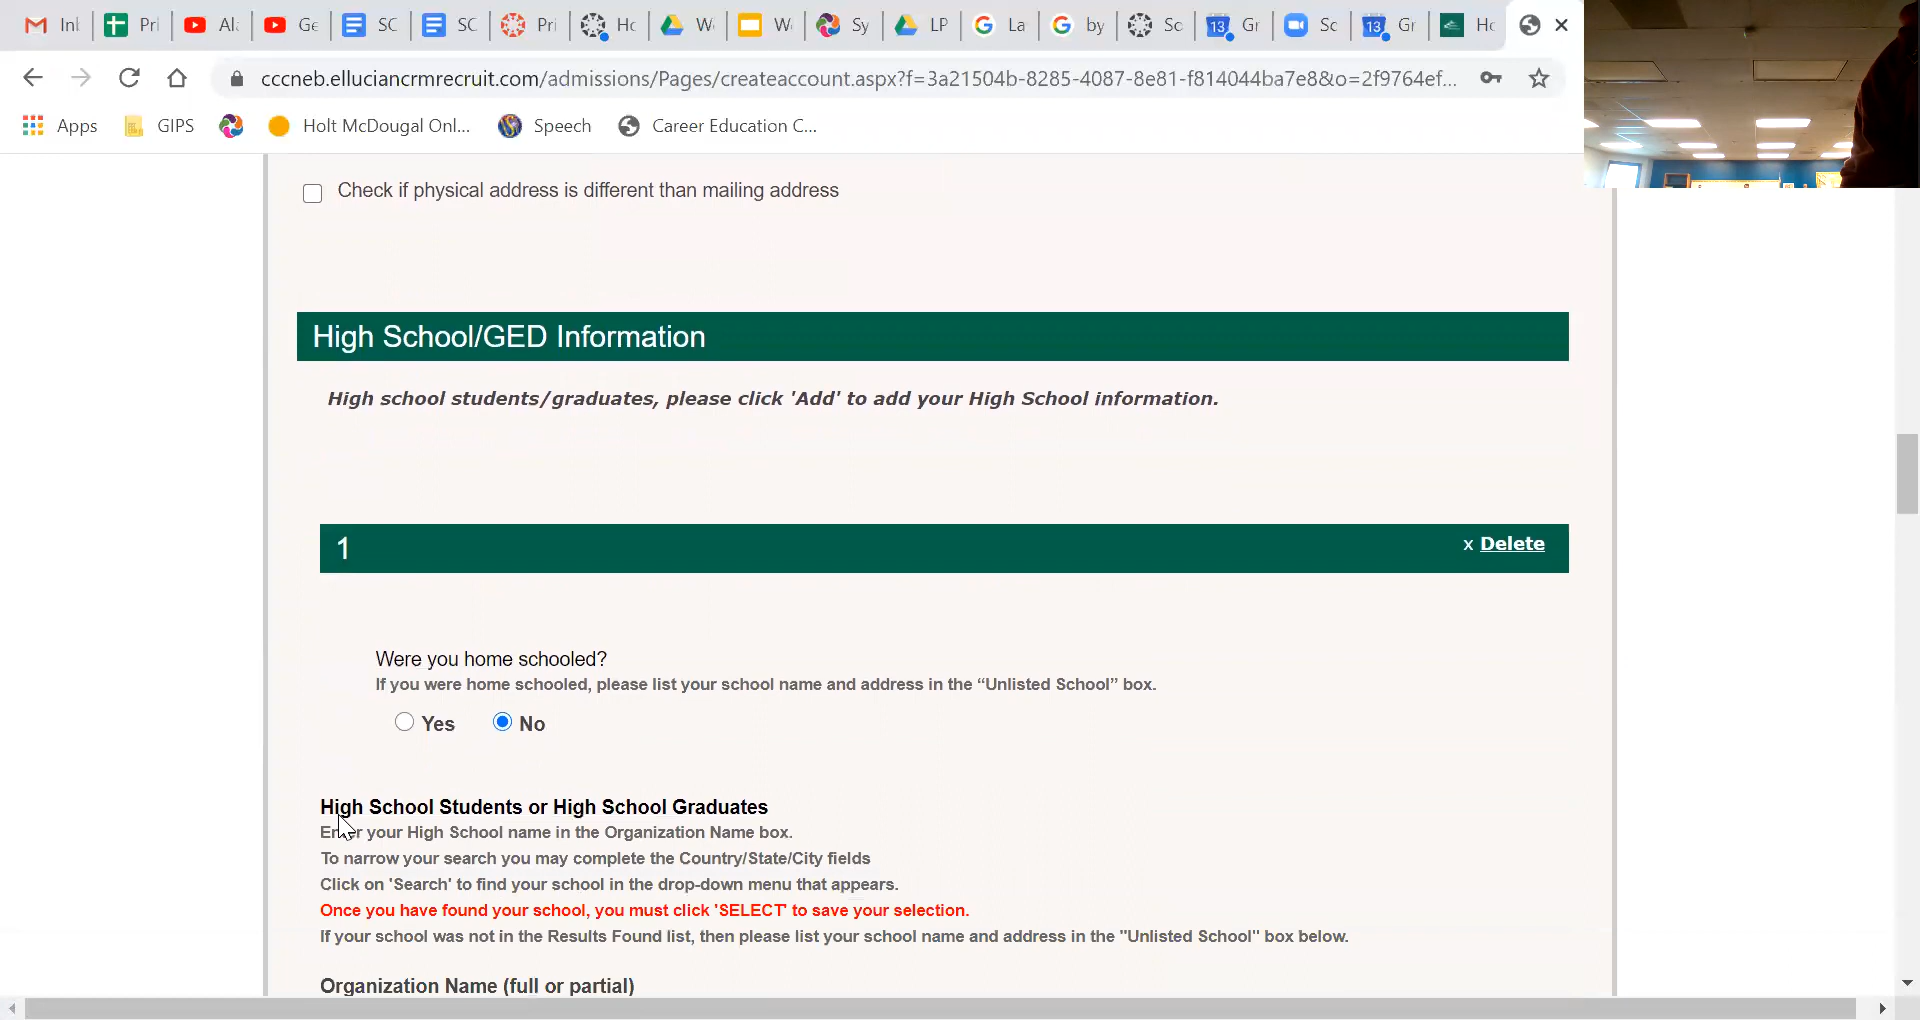 Inl
Pri
Ala
Ge
SC
SC
Pri
Hc
W
W
Sy
LP
La
by
Sc
13
Gr
Sc
13
Gr
Hc
cccneb.elluciancrmrecruit.com/admissions/Pages/createaccount.aspx?f=3a21504b-8285-4087-8e81-f814044ba7e8&o=2f9764ef...
Apps
GIPS
Holt McDougal Onl...
Speech
Career Education C...
Check if physical address is different than mailing address
High School/GED Information
High school students/graduates, please click 'Add' to add your High School information.
1
x Delete
Were you home schooled?
If you were home schooled, please list your school name and address in the “Unlisted School” box.
Yes
No
High School Students or High School Graduates
Enter your High School name in the Organization Name box.
To narrow your search you may complete the Country/State/City fields
Click on 'Search' to find your school in the drop-down menu that appears.
Once you have found your school, you must click 'SELECT' to save your selection.
If your school was not in the Results Found list, then please list your school name and address in the "Unlisted School" box below.
Organization Name (full or partial)